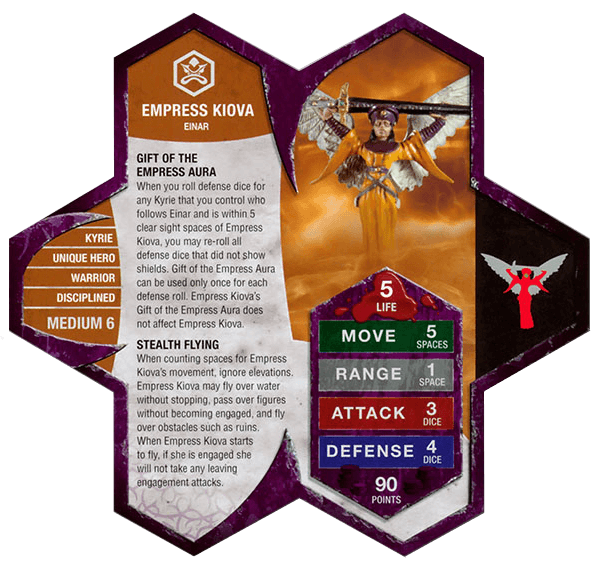 EMPRESS KIOVA
EINAR
GIFT OF THE
EMPRESS AURA
When you roll defense dice for
any Kyrie that you control who
follows Einar and is within 5
clear sight spaces of Empress
Kiova, you may re-roll all
defense dice that did not show
shields. Gift of the Empress Aura
can be used only once for each
defense roll. Empress Kiova's
Gift of the Empress Aura does
not affect Empress Kiova.
STEALTH FLYING
When counting spaces for Empress
Kiova's movement, ignore elevations.
Empress Kiova may fly over water
without stopping, pass over figures
without becoming engaged, and fly
over obstacles such as ruins.
When Empress Kiova starts
to fly, if she is engaged she
will not take any leaving
engagement attacks.
KYRIE
UNIQUE HERO
WARRIOR
DISCIPLINED
MEDIUM 6
5
LIFE
MOVE 5
SPACES
RANGE 1
SPACE
ATTACK 3
DICE
DEFENSE 4
DICE
90
POINTS